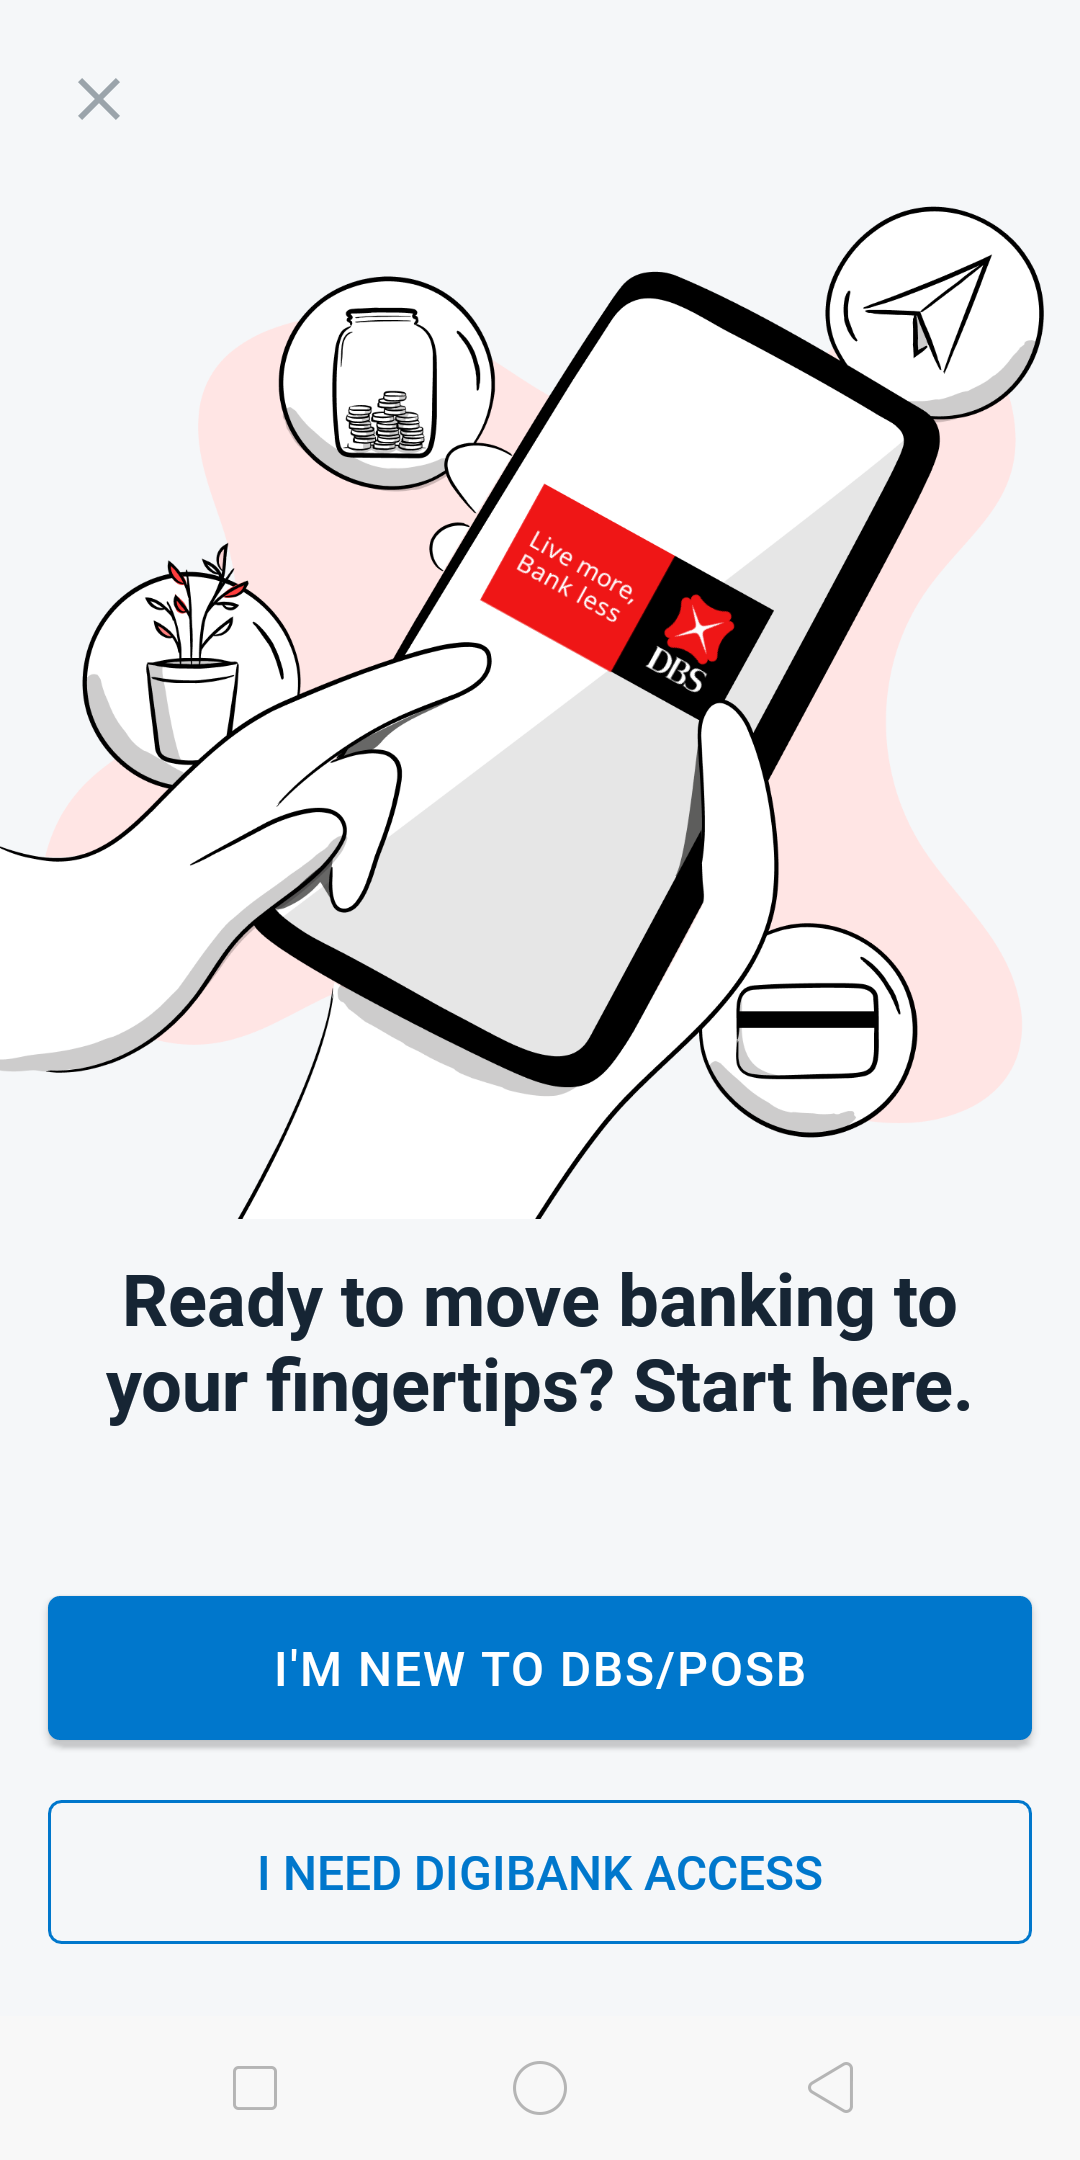 Live more,
Bank less
DBS
Ready to move banking to
your fingertips? Start here.
I'M NEW TO DBS/POSB
I NEED DIGIBANK ACCESS